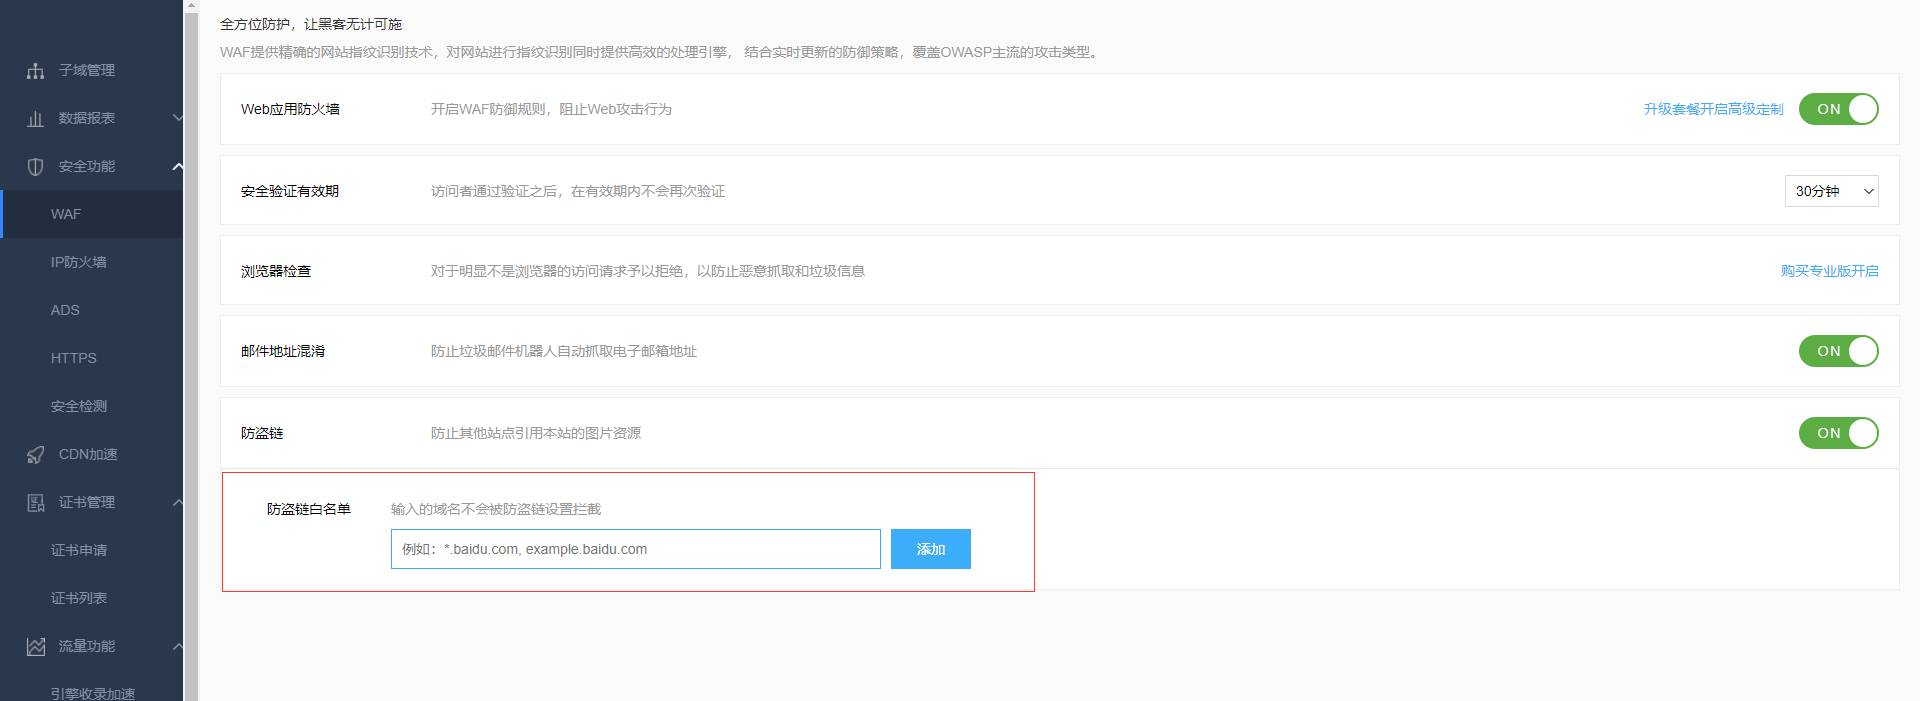 子域管理
数据报表
安全功能
WAF
IP防火墙
ADS
HTTPS
安全检测
CDN加速
证书管理
证书申请
证书列表
流量功能
引擎收录加速
全方位防护，让黑客无计可施
WAF提供精确的网站指纹识别技术，对网站进行指纹识别同时提供高效的处理引擎， 结合实时更新的防御策略，覆盖OWASP主流的攻击类型。
Web应用防火墙 开启WAF防御规则，阻止Web攻击行为 升级套餐开启高级定制 ON
安全验证有效期 访问者通过验证之后，在有效期内不会再次验证 30分钟
浏览器检查 对于明显不是浏览器的访问请求予以拒绝，以防止恶意抓取和垃圾信息 购买专业版开启
邮件地址混淆 防止垃圾邮件机器人自动抓取电子邮箱地址 ON
防盗链 防止其他站点引用本站的图片资源 ON
防盗链白名单 输入的域名不会被防盗链设置拦截
例如：*.baidu.com, example.baidu.com 添加